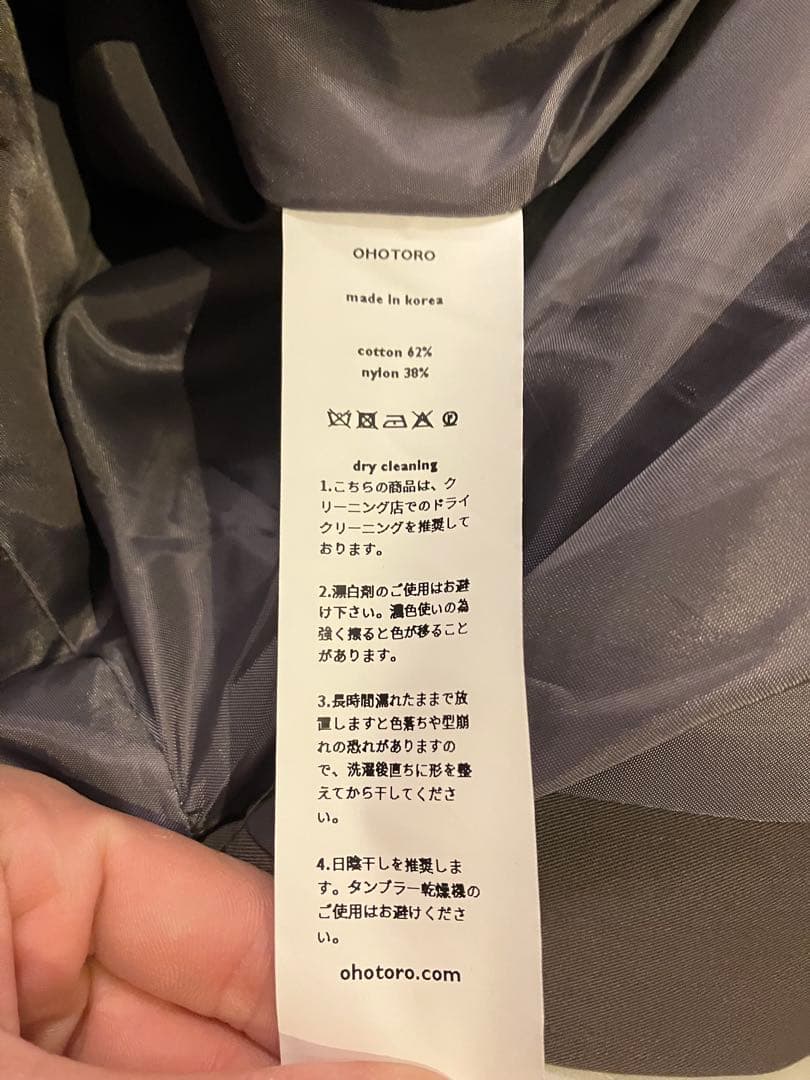 OHOTORO
made in korea
cotton 62%
nylon 38%
dry cleaning
1.こちらの商品は、ク
リーニング店でのドライ
クリーニングを推奨して
おります。
2.漂白剤のご使用はお避
け下さい。濃色使いの為
強く擦ると色が移ること
があります。
3.長時間濡れたままで放
置しますと色落ちや型崩
れの恐れがありますの
で、洗濯後直ちに形を整
えてから干してくださ
い。
4.日陰干しを推奨しま
す。タンブラー乾燥機の
ご使用はお避けくださ
い。
ohotoro.com